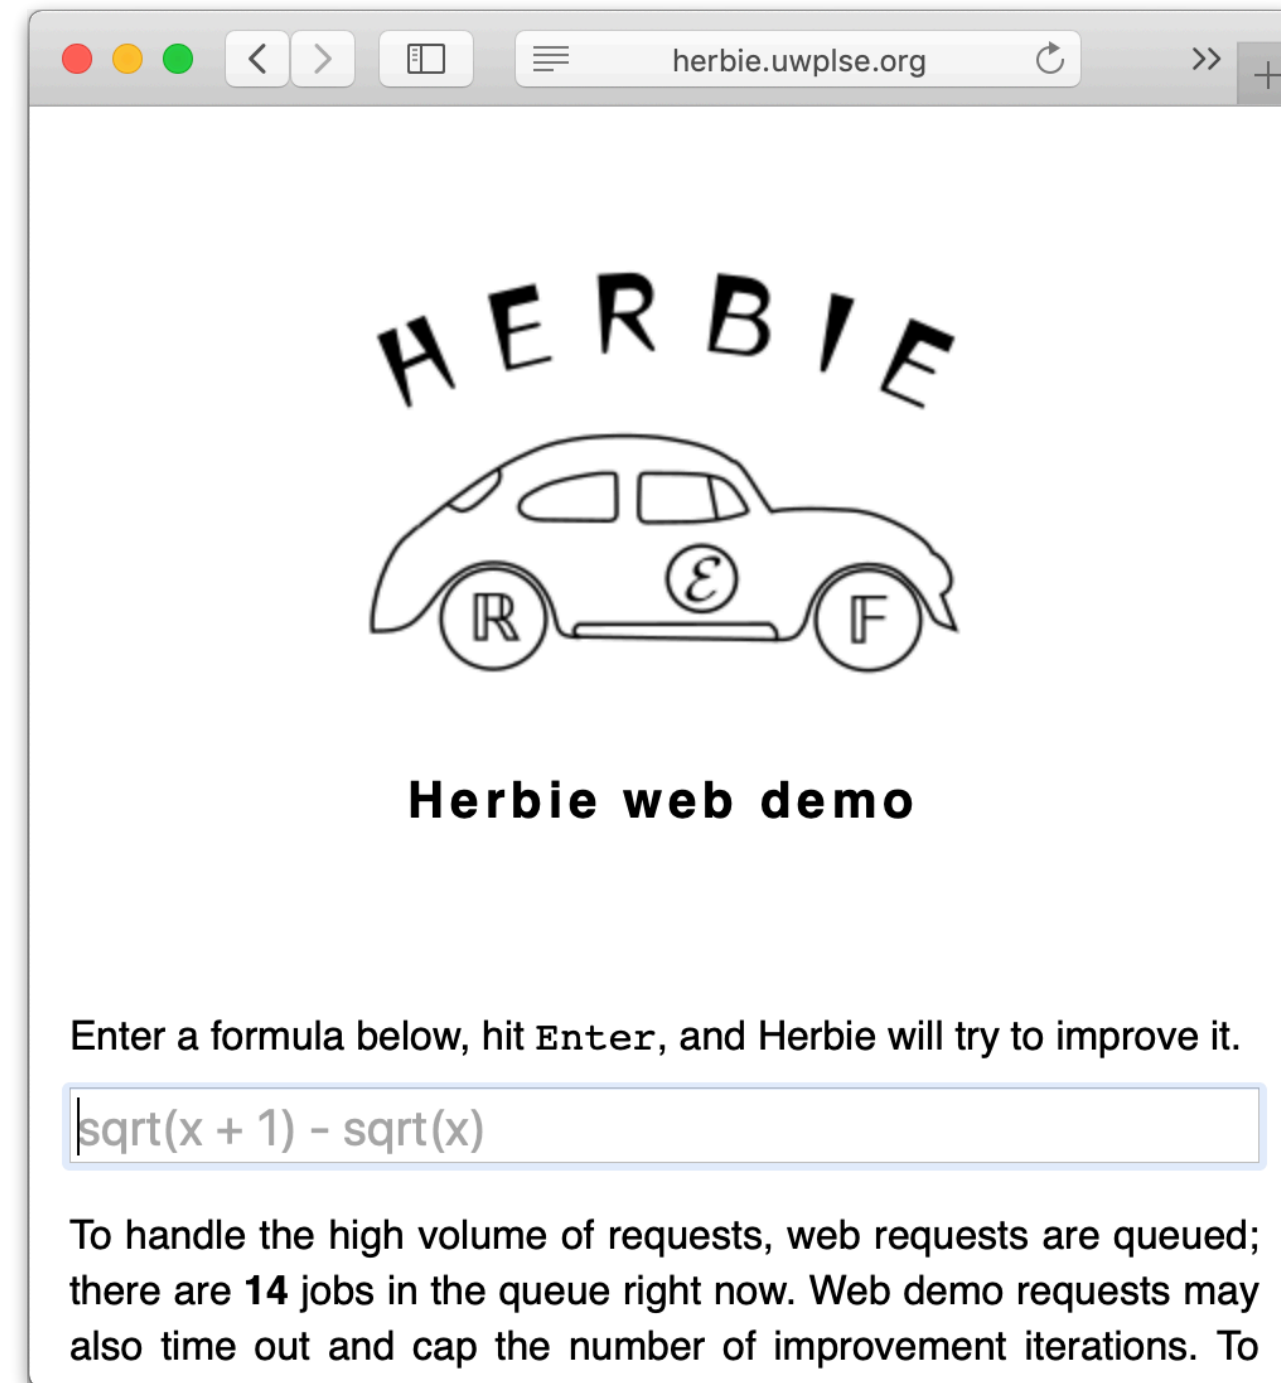 herbie.uwplse.org
HERBIE
ℰ
ℝ 𝔽
Herbie web demo
Enter a formula below, hit Enter, and Herbie will try to improve it.
sqrt(x + 1) - sqrt(x)
To handle the high volume of requests, web requests are queued;
there are 14 jobs in the queue right now. Web demo requests may
also time out and cap the number of improvement iterations. To